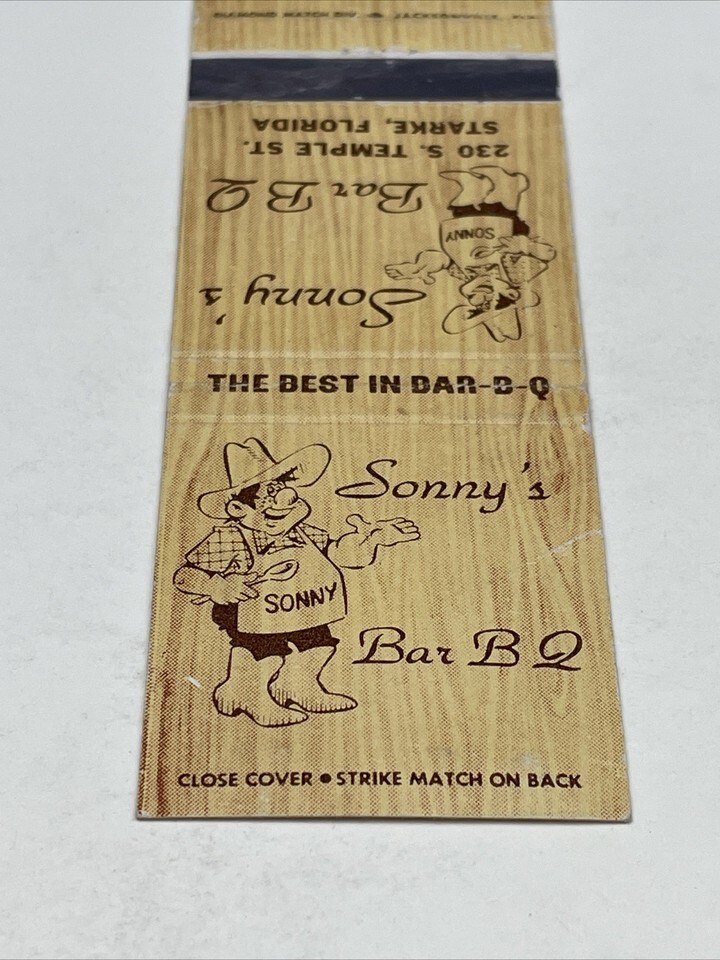 Sonny's
SONNY
Bar B Q
CLOSE COVER • STRIKE MATCH ON BACK
THE BEST IN BAR-B-Q
Sonny's
SONNY
Bar B Q
230 S. TEMPLE ST.
STARKE, FLORIDA